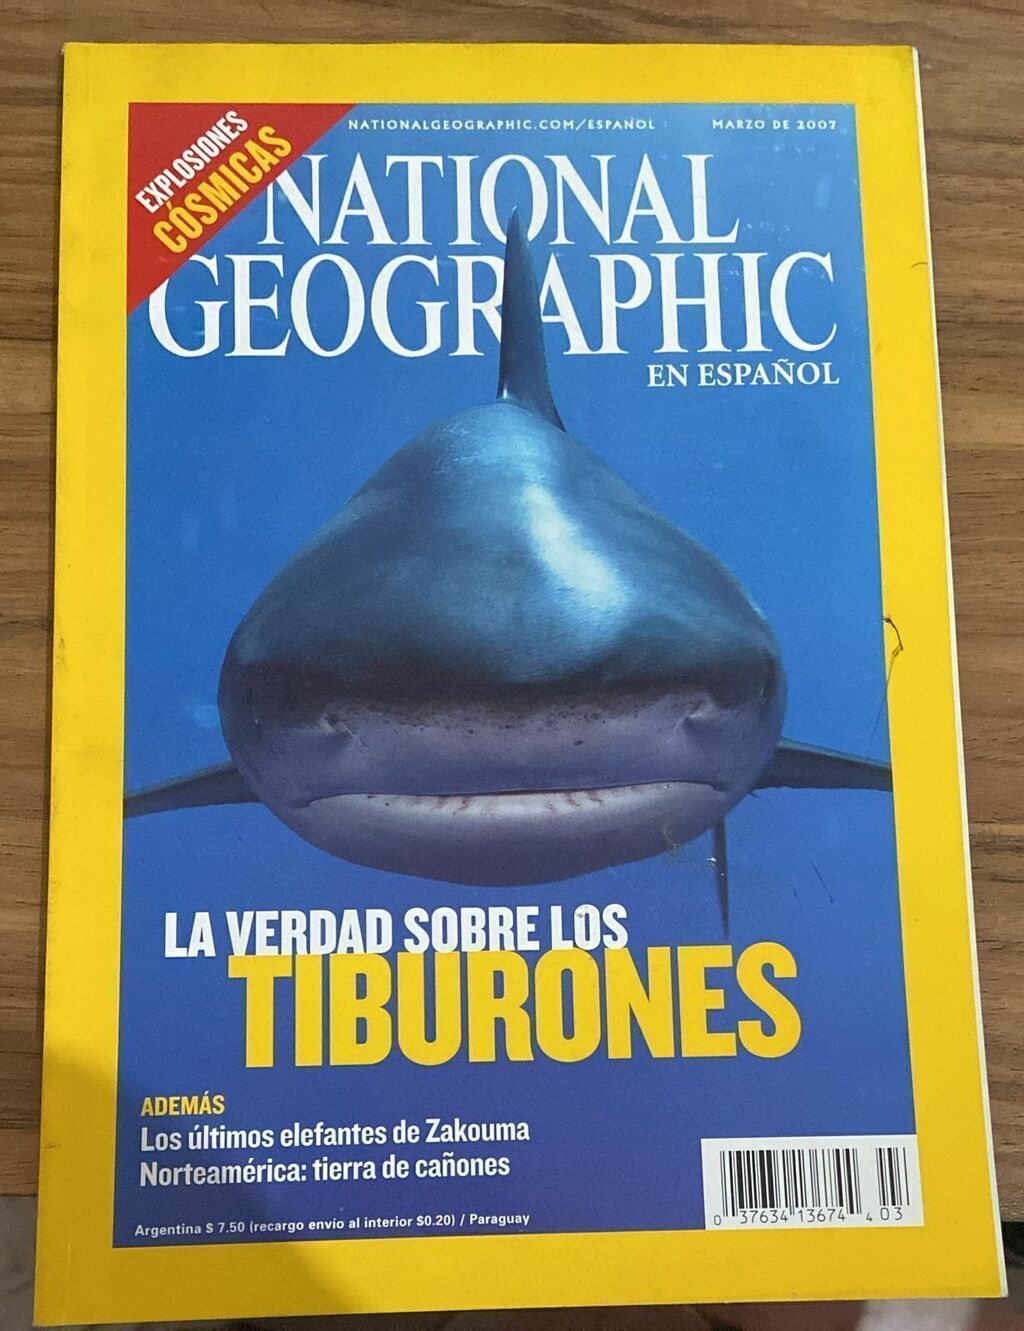 EXPLOSIONES
CÓSMICAS
NATIONALGEOGRAPHIC.COM/ESPAÑOL
MARZO DE 2007
NATIONAL
GEOGRAPHIC
EN ESPAÑOL
LA VERDAD SOBRE LOS
TIBURONES
ADEMÁS
Los últimos elefantes de Zakouma
Norteamérica: tierra de cañones
Argentina $ 7.50 (recargo envío al interior $0.20) / Paraguay
0 37634 13674 4 03